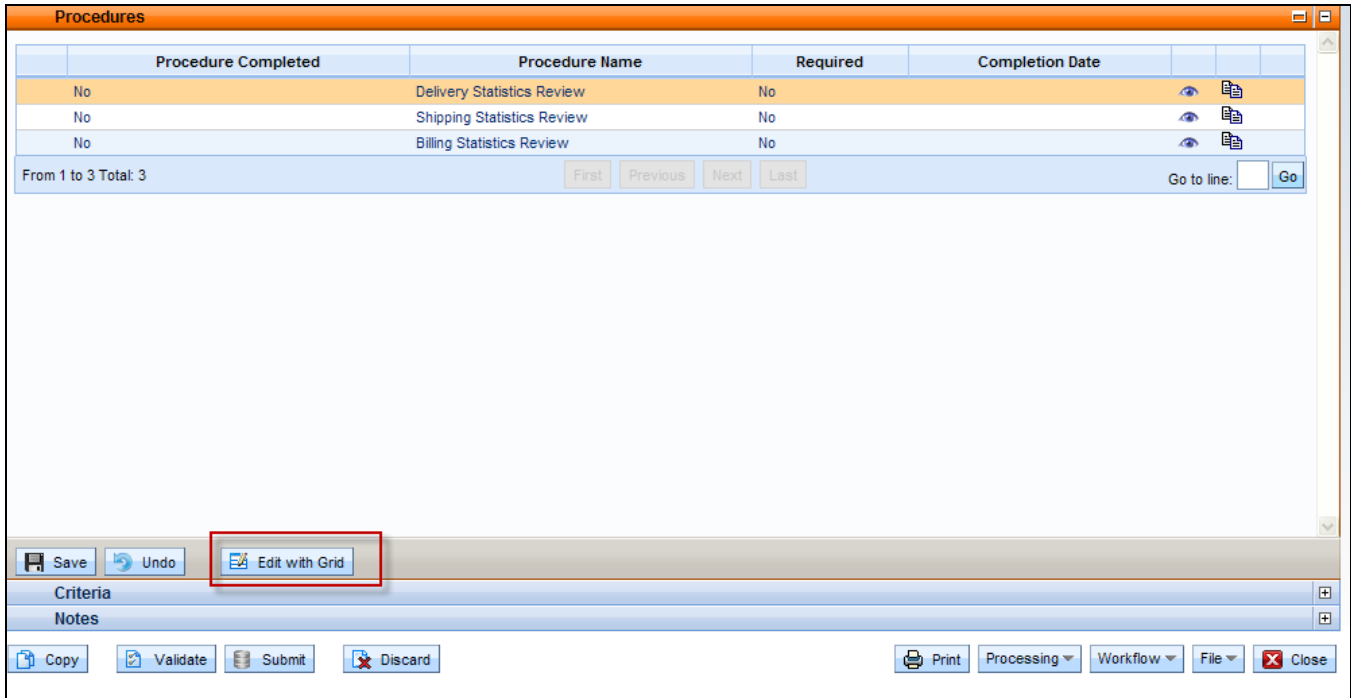 Procedures
Procedure Completed Procedure Name Required Completion Date
No Delivery Statistics Review No
No Shipping Statistics Review No
No Billing Statistics Review No
From 1 to 3 Total: 3 First Previous Next Last Go to line: Go
Save Undo Edit with Grid
Criteria
Notes
Copy Validate Submit Discard Print Processing Workflow File Close